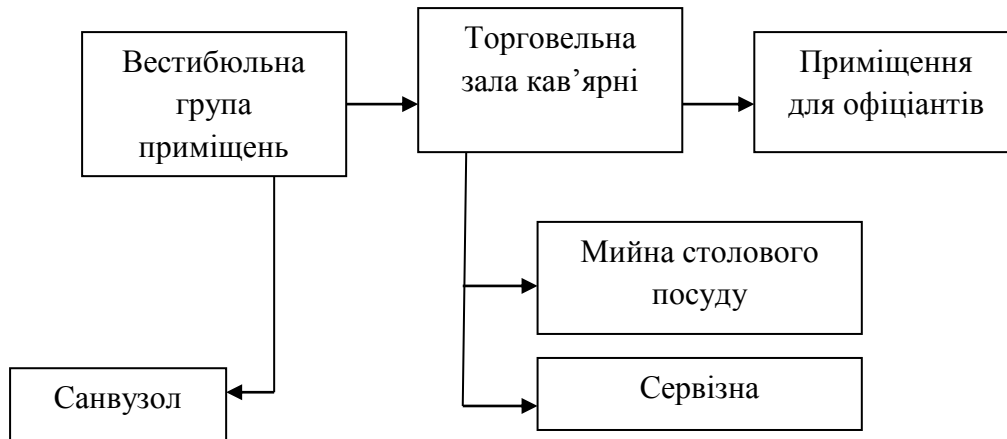 Вестибюльна
група
приміщень
Торговельна
зала кав’ярні
Приміщення
для офіціантів
Мийна столового
посуду
Сервізна
Санвузол